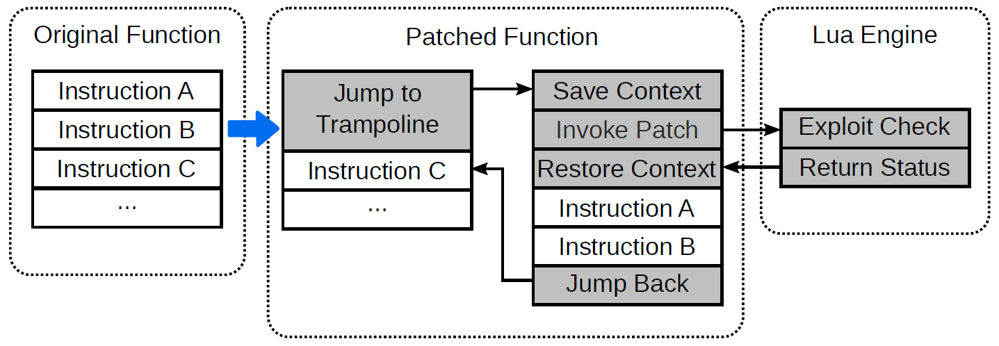 Original Function
Instruction A
Instruction B
Instruction C
...
Patched Function
Jump to
Trampoline
Instruction C
...
Save Context
Invoke Patch
Restore Context
Instruction A
Instruction B
Jump Back
Lua Engine
Exploit Check
Return Status